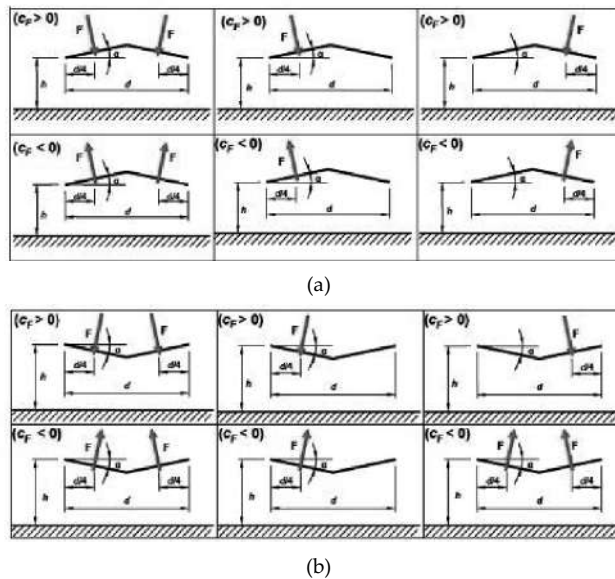 (cF > 0) (cF > 0) (cF > 0)
F F F F
α α α
d/4 d/4 d/4 d/4
h d h d h d
(cF < 0) (cF < 0) (cF < 0)
F F F F
α α α
d/4 d/4 d/4 d/4
h d h d h d
(a)
(cF > 0) (cF > 0) (cF > 0)
F F F F
α α α
d/4 d/4 d/4 d/4
h d h d h d
(cF < 0) (cF < 0) (cF < 0)
F F F F F
α α α
d/4 d/4 d/4 d/4 d/4
h d h d h d
(b)